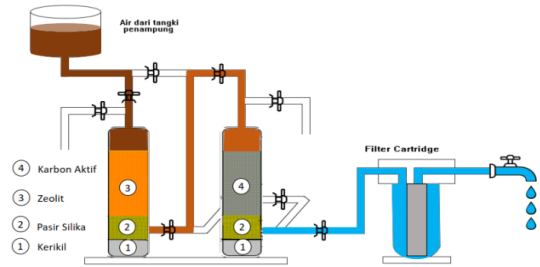 Air dari tangki
penampung
Filter Cartridge
4 Karbon Aktif
3 Zeolit
2 Pasir Silika
1 Kerikil
3
2
1
4
2
1